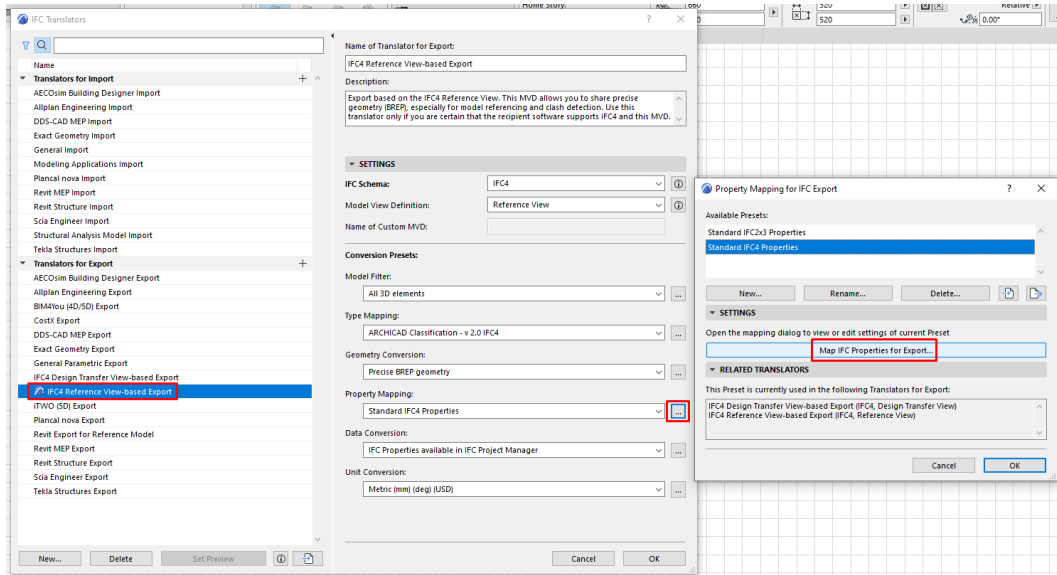 Home Story:
660
520
520
Relative
0.00°
IFC Translators
? ×
Name
Translators for Import
AECOsim Building Designer Import
Allplan Engineering Import
DDS-CAD MEP Import
Exact Geometry Import
General Import
Modeling Applications Import
Plancal nova Import
Revit MEP Import
Revit Structure Import
Scia Engineer Import
Structural Analysis Model Import
Tekla Structures Import
Translators for Export
AECOsim Building Designer Export
Allplan Engineering Export
BIM4You (4D/5D) Export
CostX Export
DDS-CAD MEP Export
Exact Geometry Export
General Parametric Export
IFC4 Design Transfer View-based Export
IFC4 Reference View-based Export
iTWO (5D) Export
Plancal nova Export
Revit Export for Reference Model
Revit MEP Export
Revit Structure Export
Scia Engineer Export
Tekla Structures Export
New...
Delete
Set Preview
Name of Translator for Export:
IFC4 Reference View-based Export
Description:
Export based on the IFC4 Reference View. This MVD allows you to share precise
geometry (BREP), especially for model referencing and clash detection. Use this
translator only if you are certain that the recipient software supports IFC4 and this MVD.
SETTINGS
IFC Schema:
IFC4
Model View Definition:
Reference View
Name of Custom MVD:
Conversion Presets:
Model Filter:
All 3D elements
...
Type Mapping:
ARCHICAD Classification - v 2.0 IFC4
...
Geometry Conversion:
Precise BREP geometry
...
Property Mapping:
Standard IFC4 Properties
...
Data Conversion:
IFC Properties available in IFC Project Manager
...
Unit Conversion:
Metric (mm) (deg) (USD)
...
Cancel
OK
Property Mapping for IFC Export
? ×
Available Presets:
Standard IFC2x3 Properties
Standard IFC4 Properties
New...
Rename...
Delete...
SETTINGS
Open the mapping dialog to view or edit settings of current Preset
Map IFC Properties for Export...
RELATED TRANSLATORS
This Preset is currently used in the following Translators for Export:
IFC4 Design Transfer View-based Export (IFC4, Design Transfer View)
IFC4 Reference View-based Export (IFC4, Reference View)
Cancel
OK